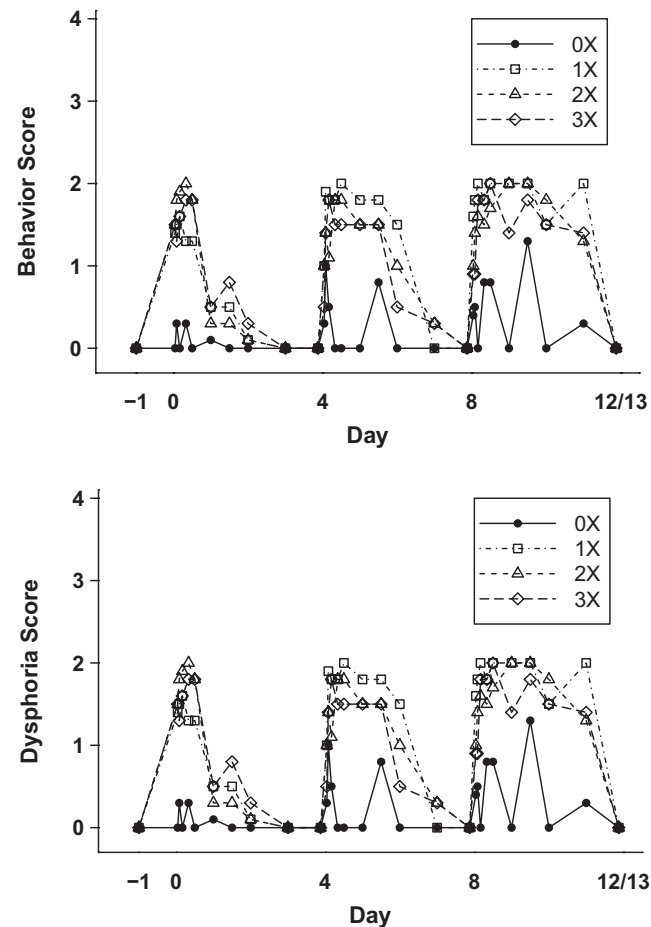 4
3
2
1
0
Behavior Score
0X
1X
2X
3X
−1 0 4 8 12/13
Day
4
3
2
1
0
Dysphoria Score
0X
1X
2X
3X
−1 0 4 8 12/13
Day